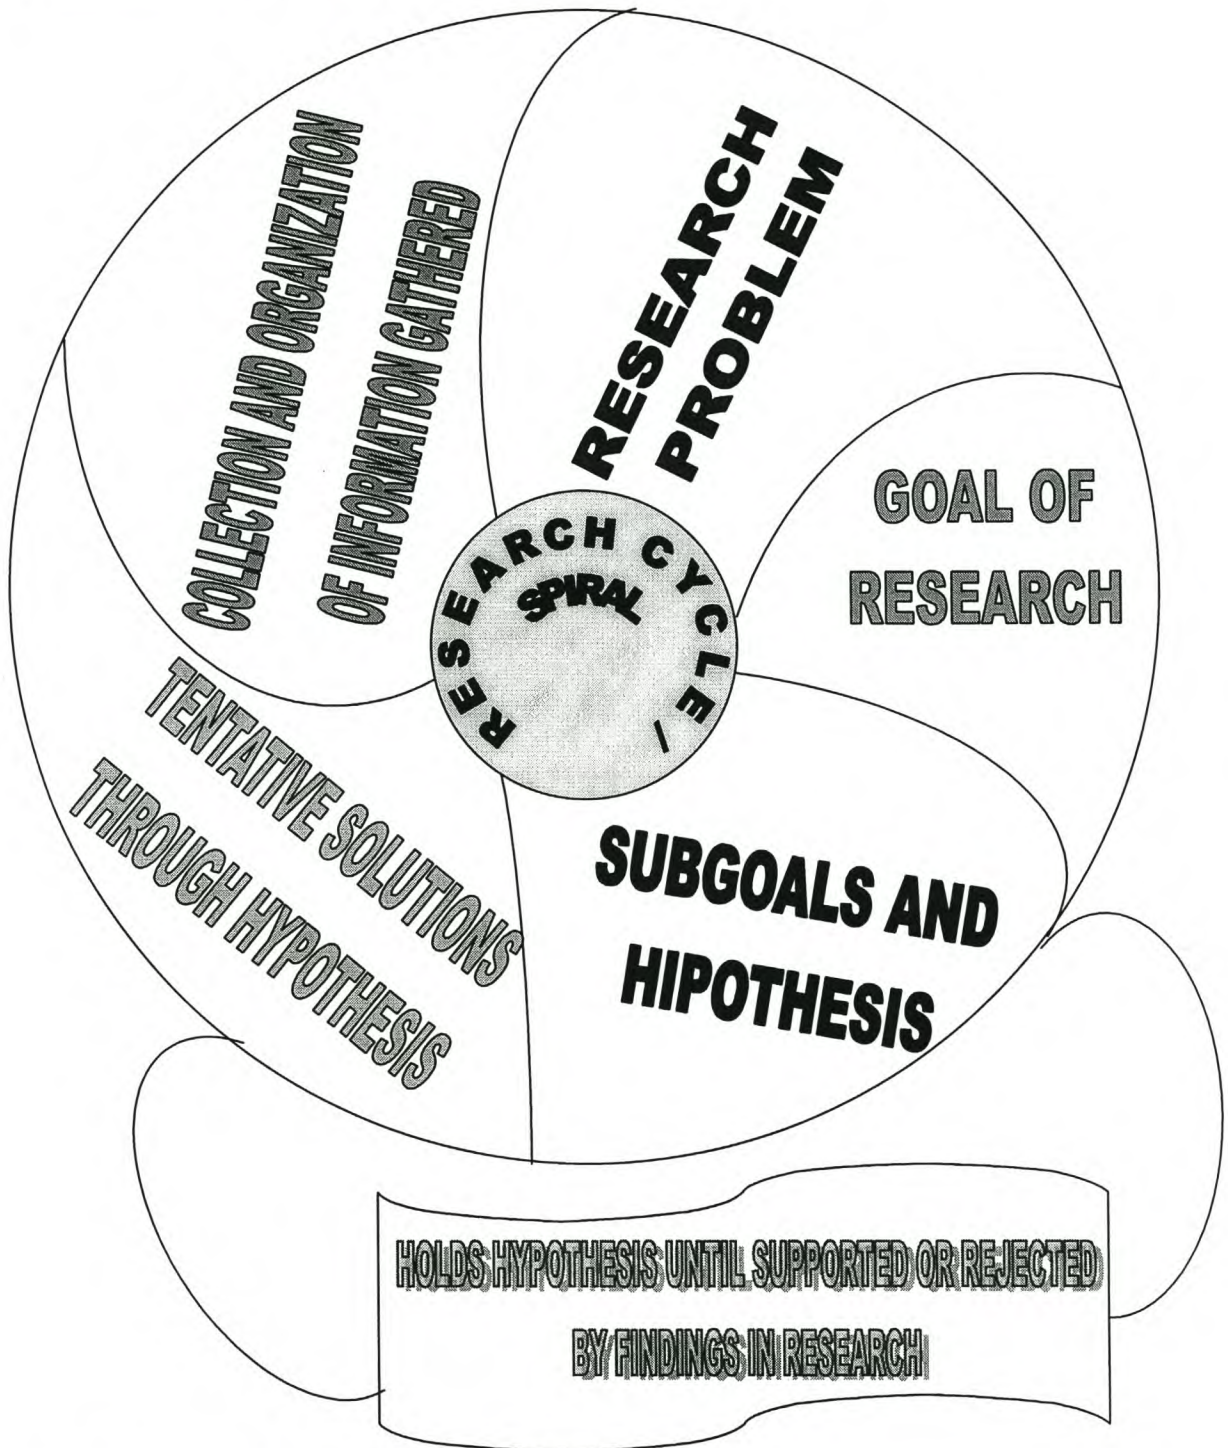 RESEARCH CYCLE /
SPIRAL
RESEARCH
PROBLEM
GOAL OF
RESEARCH
SUBGOALS AND
HIPOTHESIS
TENTATIVE SOLUTIONS
THROUGH HYPOTHESIS
COLLECTION AND ORGANIZATION
OF INFORMATION GATHERED
HOLDS HYPOTHESIS UNTIL SUPPORTED OR REJECTED
BY FINDINGS IN RESEARCH